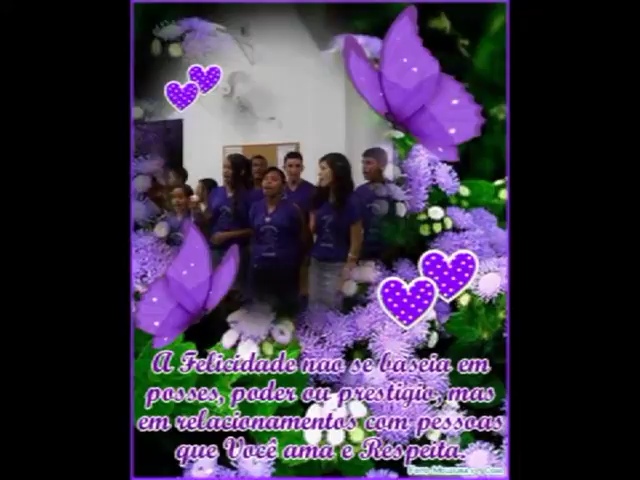 A Felicidade nao se baseia em
posses, poder ou prestigio, mas
em relacionamentos com pessoas
que Você ama e Respeita.